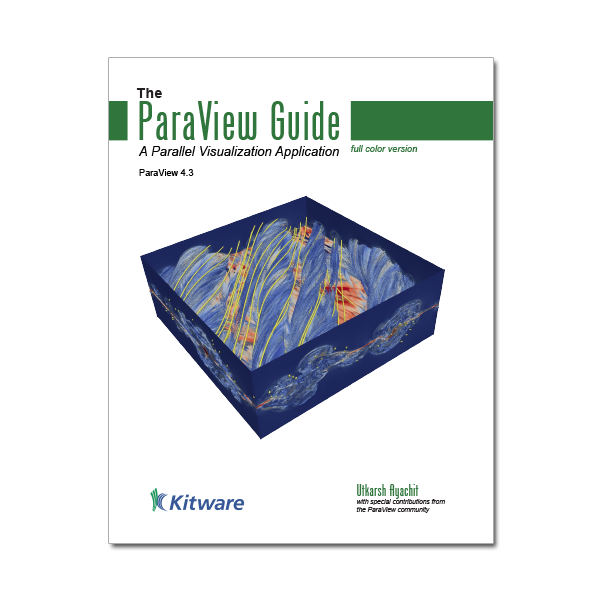 The
ParaView Guide
A Parallel Visualization Application
full color version
ParaView 4.3
Kitware
Utkarsh Ayachit
with special contributions from
the ParaView community